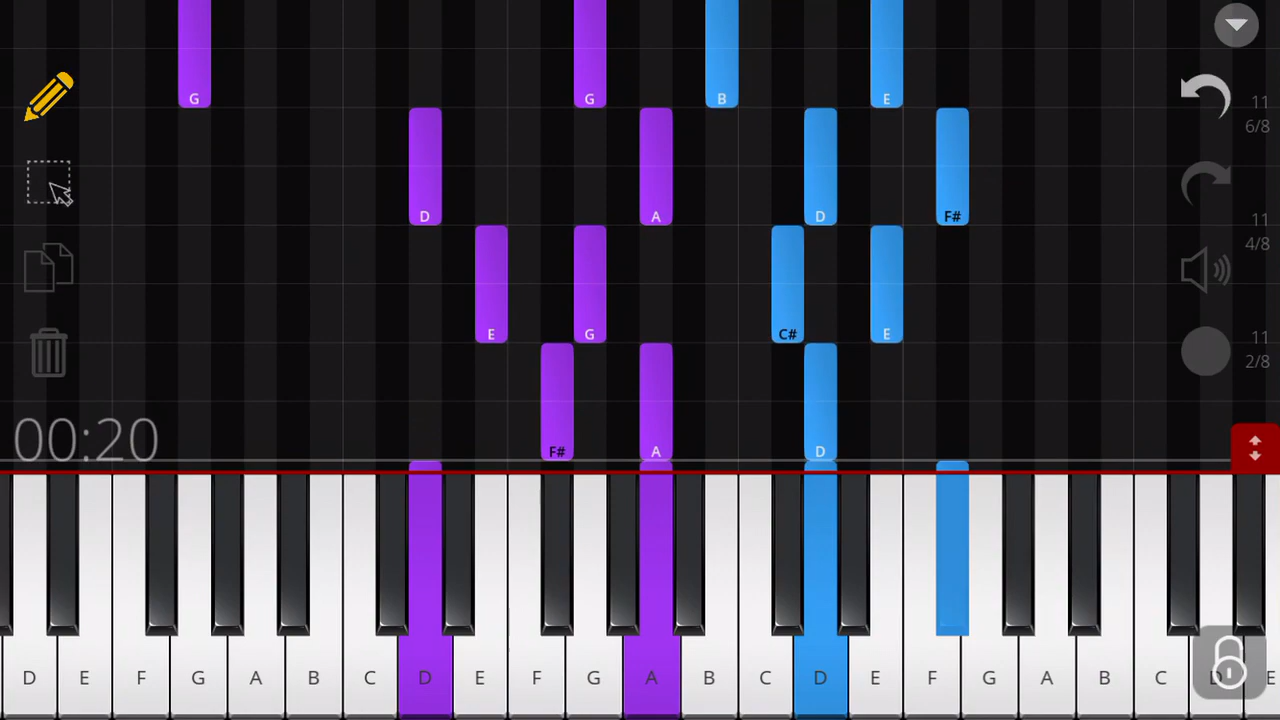 G G B E
11
6/8
D A D F#
11
4/8
E G C# E
11
2/8
00:20
F# A D
D E F G A B C D E F G A B C D E F G A B C D E